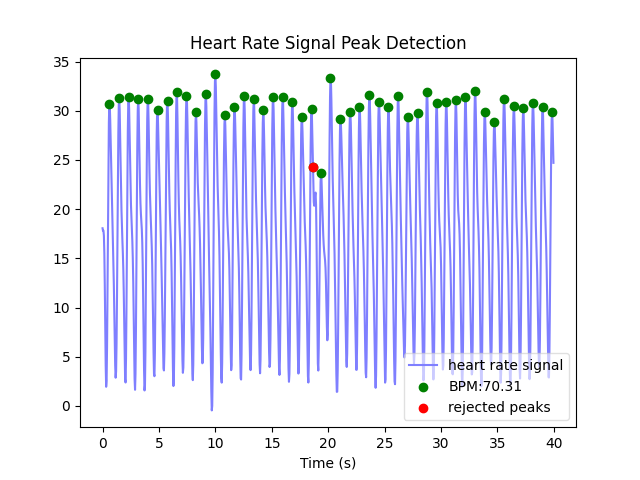 Heart Rate Signal Peak Detection
35
30
25
20
15
10
5
0
0 5 10 15 20 25 30 35 40
Time (s)
heart rate signal
BPM:70.31
rejected peaks